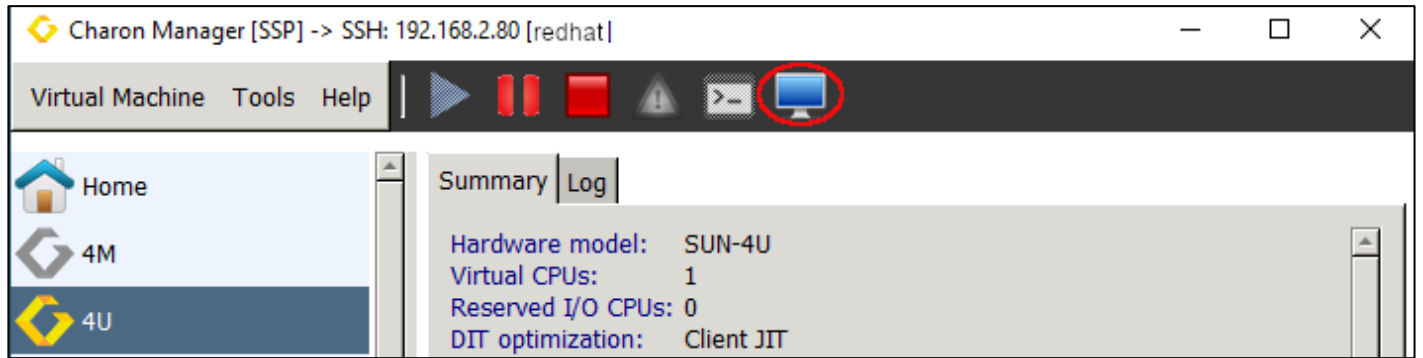 Charon Manager [SSP] -> SSH: 192.168.2.80 [redhat|
Virtual Machine Tools Help
Home
4M
4U
Summary Log
Hardware model: SUN-4U
Virtual CPUs: 1
Reserved I/O CPUs: 0
DIT optimization: Client JIT